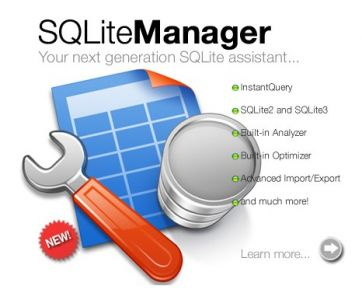 SQLiteManager
Your next generation SQLite assistant...
InstantQuery
SQLite2 and SQLite3
Built-in Analyzer
Built-in Optimizer
Advanced Import/Export
and much more!
NEW!
Learn more...